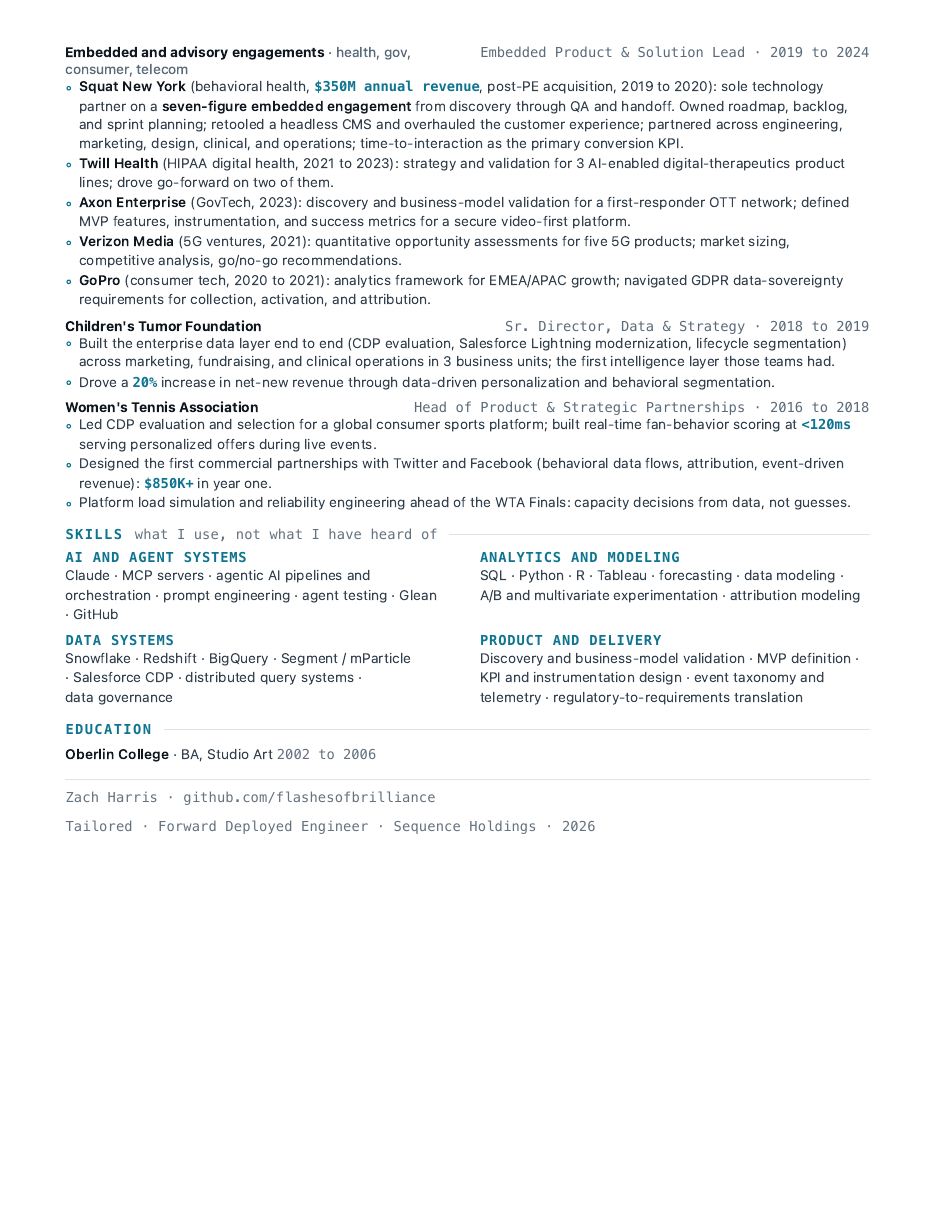 Embedded and advisory engagements · health, gov, consumer, telecom
Embedded Product & Solution Lead · 2019 to 2024
Squat New York (behavioral health, $350M annual revenue, post-PE acquisition, 2019 to 2020): sole technology
partner on a seven-figure embedded engagement from discovery through QA and handoff. Owned roadmap, backlog,
and sprint planning; retooled a headless CMS and overhauled the customer experience; partnered across engineering,
marketing, design, clinical, and operations; time-to-interaction as the primary conversion KPI.
Twill Health (HIPAA digital health, 2021 to 2023): strategy and validation for 3 AI-enabled digital-therapeutics product
lines; drove go-forward on two of them.
Axon Enterprise (GovTech, 2023): discovery and business-model validation for a first-responder OTT network; defined
MVP features, instrumentation, and success metrics for a secure video-first platform.
Verizon Media (5G ventures, 2021): quantitative opportunity assessments for five 5G products; market sizing,
competitive analysis, go/no-go recommendations.
GoPro (consumer tech, 2020 to 2021): analytics framework for EMEA/APAC growth; navigated GDPR data-sovereignty
requirements for collection, activation, and attribution.
Children's Tumor Foundation Sr. Director, Data & Strategy · 2018 to 2019
Built the enterprise data layer end to end (CDP evaluation, Salesforce Lightning modernization, lifecycle segmentation)
across marketing, fundraising, and clinical operations in 3 business units; the first intelligence layer those teams had.
Drove a 20% increase in net-new revenue through data-driven personalization and behavioral segmentation.
Women's Tennis Association Head of Product & Strategic Partnerships · 2016 to 2018
Led CDP evaluation and selection for a global consumer sports platform; built real-time fan-behavior scoring at <120ms
serving personalized offers during live events.
Designed the first commercial partnerships with Twitter and Facebook (behavioral data flows, attribution, event-driven
revenue): $850K+ in year one.
Platform load simulation and reliability engineering ahead of the WTA Finals: capacity decisions from data, not guesses.
SKILLS what I use, not what I have heard of
AI AND AGENT SYSTEMS
Claude · MCP servers · agentic AI pipelines and
orchestration · prompt engineering · agent testing · Glean
· GitHub
ANALYTICS AND MODELING
SQL · Python · R · Tableau · forecasting · data modeling ·
A/B and multivariate experimentation · attribution modeling
DATA SYSTEMS
Snowflake · Redshift · BigQuery · Segment / mParticle
· Salesforce CDP · distributed query systems ·
data governance
PRODUCT AND DELIVERY
Discovery and business-model validation · MVP definition ·
KPI and instrumentation design · event taxonomy and
telemetry · regulatory-to-requirements translation
EDUCATION
Oberlin College · BA, Studio Art 2002 to 2006
Zach Harris · github.com/flashesofbrilliance
Tailored · Forward Deployed Engineer · Sequence Holdings · 2026